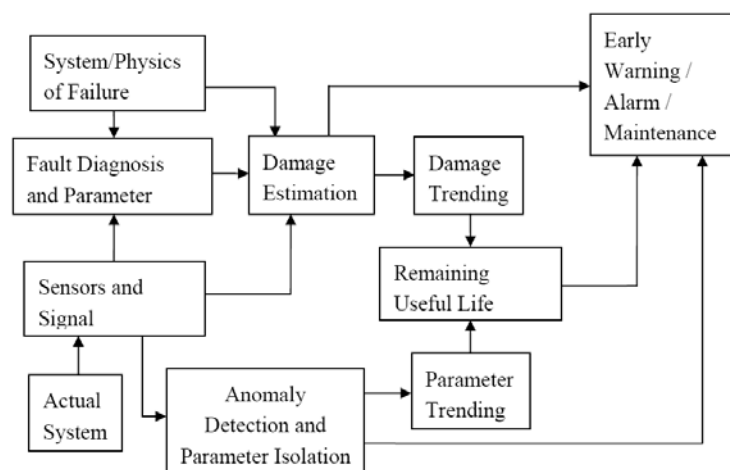 System/Physics
of Failure
Early
Warning /
Alarm /
Maintenance
Fault Diagnosis
and Parameter
Damage
Estimation
Damage
Trending
Sensors and
Signal
Remaining
Useful Life
Actual
System
Anomaly
Detection and
Parameter Isolation
Parameter
Trending